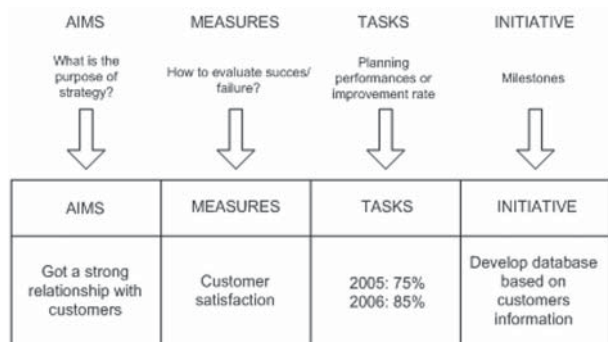 AIMS
MEASURES
TASKS
INITIATIVE
What is the
purpose of
strategy?
How to evaluate succes/
failure?
Planning
performances or
improvement rate
Milestones
AIMS
MEASURES
TASKS
INITIATIVE
Got a strong
relationship with
customers
Customer
satisfaction
2005: 75%
2006: 85%
Develop database
based on
customers
information